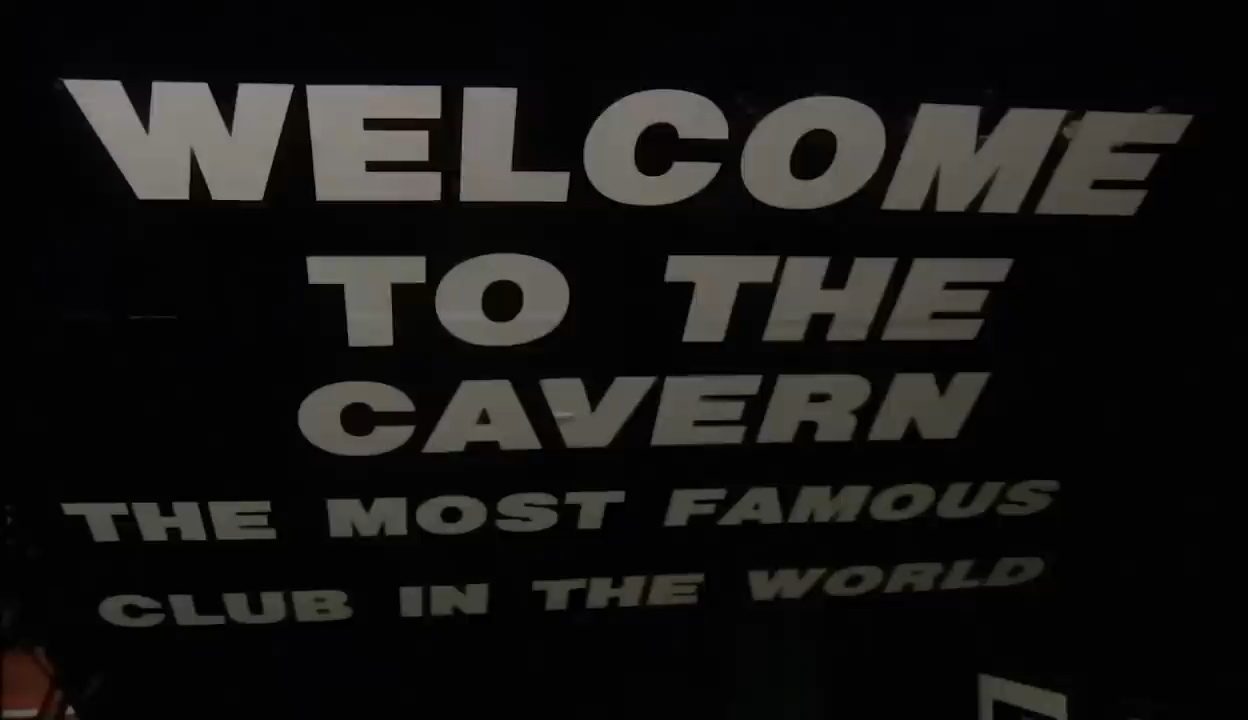 WELCOME
TO THE
CAVERN
THE MOST FAMOUS
CLUB IN THE WORLD